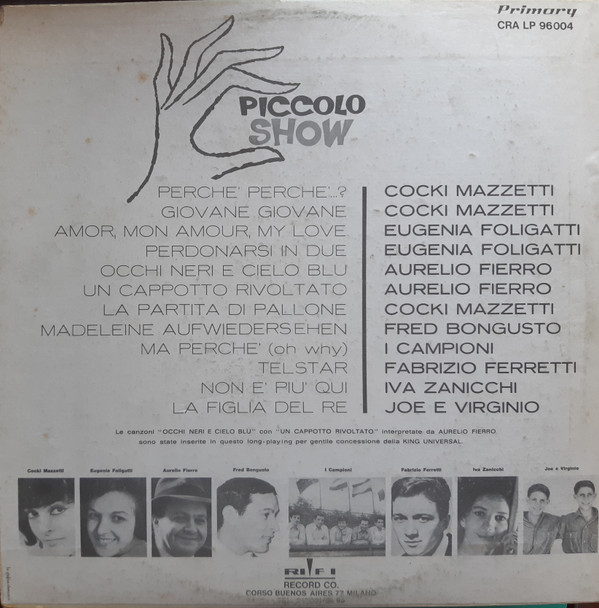 Primary
CRA LP 96004
PICCOLO
SHOW
PERCHE' PERCHE'...? COCKI MAZZETTI
GIOVANE GIOVANE COCKI MAZZETTI
AMOR, MON AMOUR, MY LOVE EUGENIA FOLIGATTI
PERDONARSI IN DUE EUGENIA FOLIGATTI
OCCHI NERI E CIELO BLU AURELIO FIERRO
UN CAPPOTTO RIVOLTATO AURELIO FIERRO
LA PARTITA DI PALLONE COCKI MAZZETTI
MADELEINE AUFWIEDERSEHEN FRED BONGUSTO
MA PERCHE' (oh why) I CAMPIONI
TELSTAR FABRIZIO FERRETTI
NON E' PIU' QUI IVA ZANICCHI
LA FIGLIA DEL RE JOE E VIRGINIO
Le canzoni "OCCHI NERI E CIELO BLU" con "UN CAPPOTTO RIVOLTATO" interpretate da AURELIO FIERRO
sono state inserite in questo long-playing per gentile concessione della KING UNIVERSAL.
Cocki Mazzetti Eugenia Foligatti Aurelio Fierro Fred Bongusto I Campioni Fabrizio Ferretti Iva Zanicchi Joe e Virginio
RI-FI
RECORD CO.
CORSO BUENOS AIRES 77 MILANO